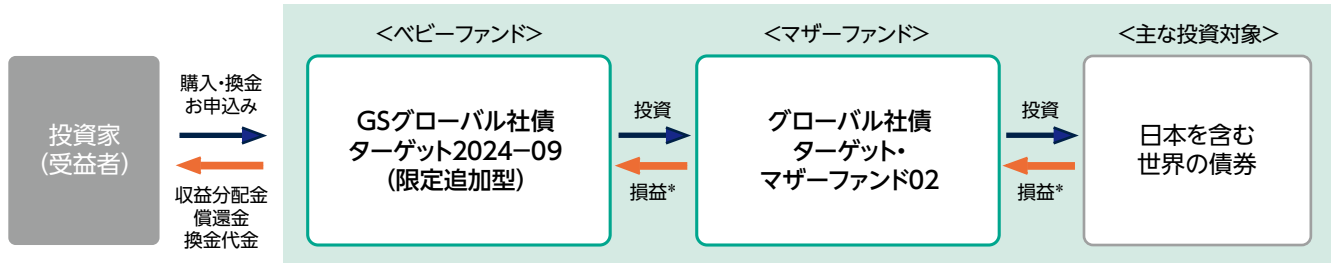 投資家
(受益者)
購入・換金
お申込み
収益分配金
償還金
換金代金
<ベビーファンド>
GSグローバル社債
ターゲット2024−09
(限定追加型)
投資
損益*
<マザーファンド>
グローバル社債
ターゲット・
マザーファンド02
投資
損益*
<主な投資対象>
日本を含む
世界の債券